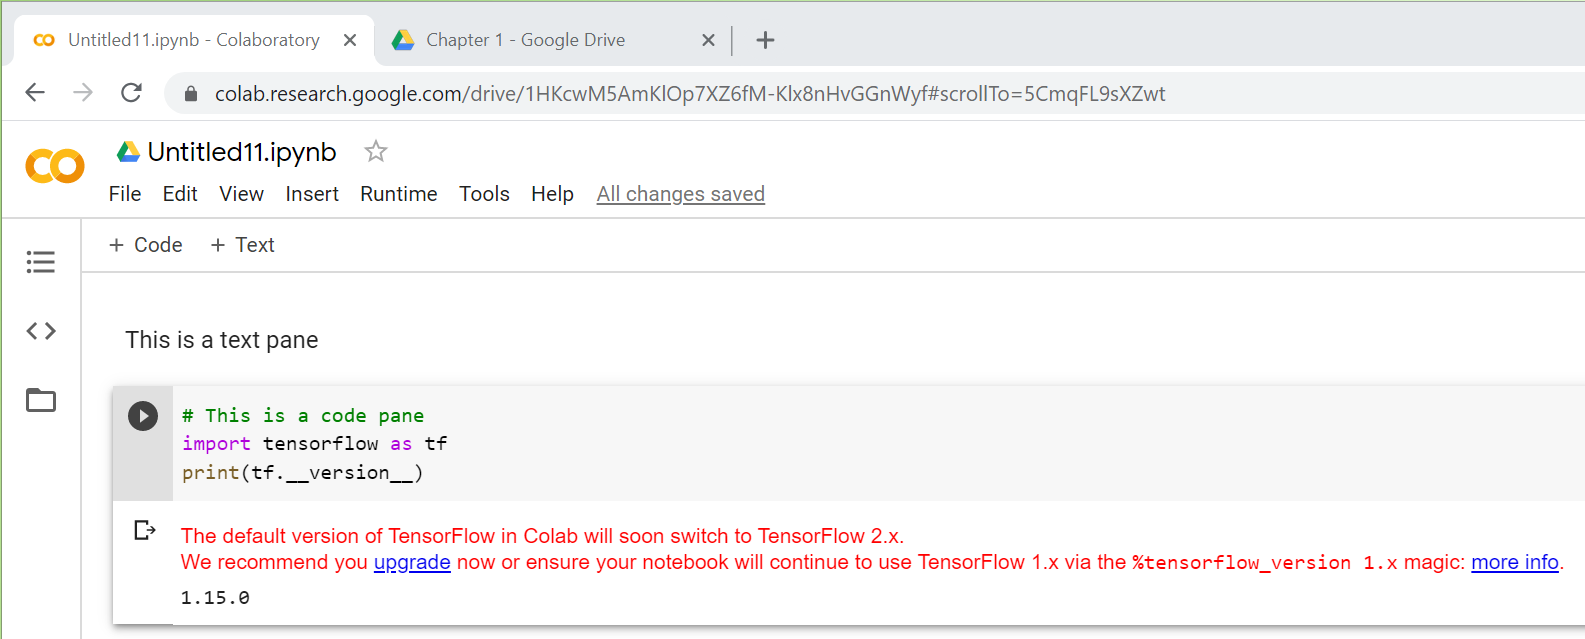 Untitled11.ipynb - Colaboratory
Chapter 1 - Google Drive
colab.research.google.com/drive/1HKcwM5AmKlOp7XZ6fM-Klx8nHvGGnWyf#scrollTo=5CmqFL9sXZwt
Untitled11.ipynb
File Edit View Insert Runtime Tools Help All changes saved
+ Code + Text
This is a text pane
# This is a code pane
import tensorflow as tf
print(tf.__version__)
The default version of TensorFlow in Colab will soon switch to TensorFlow 2.x.
We recommend you upgrade now or ensure your notebook will continue to use TensorFlow 1.x via the %tensorflow_version 1.x magic: more info.
1.15.0